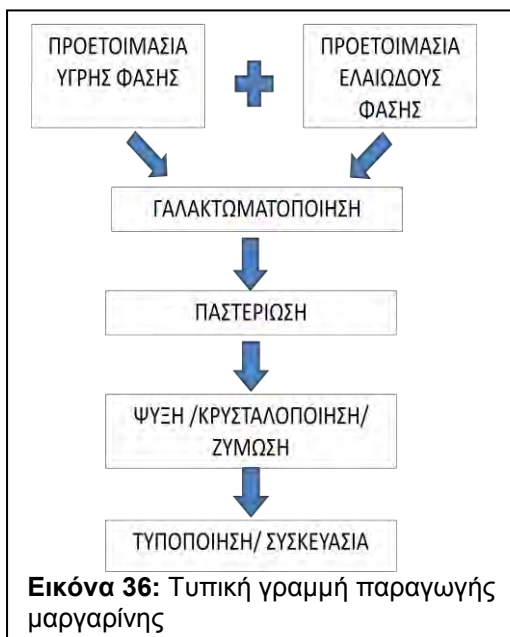 ΠΡΟΕΤΟΙΜΑΣΙΑ
ΥΓΡΗΣ ΦΑΣΗΣ
ΠΡΟΕΤΟΙΜΑΣΙΑ
ΕΛΑΙΩΔΟΥΣ
ΦΑΣΗΣ
ΓΑΛΑΚΤΩΜΑΤΟΠΟΙΗΣΗ
ΠΑΣΤΕΡΙΩΣΗ
ΨΥΞΗ /ΚΡΥΣΤΑΛΟΠΟΙΗΣΗ/
ΖΥΜΩΣΗ
ΤΥΠΟΠΟΙΗΣΗ/ ΣΥΣΚΕΥΑΣΙΑ
Εικόνα 36: Τυπική γραμμή παραγωγής
μαργαρίνης